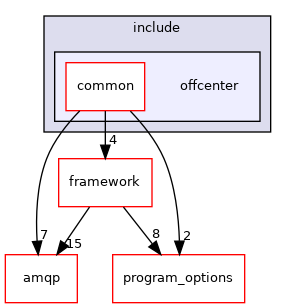 include
common
offcenter
4
framework
7
15
8
2
amqp
program_options